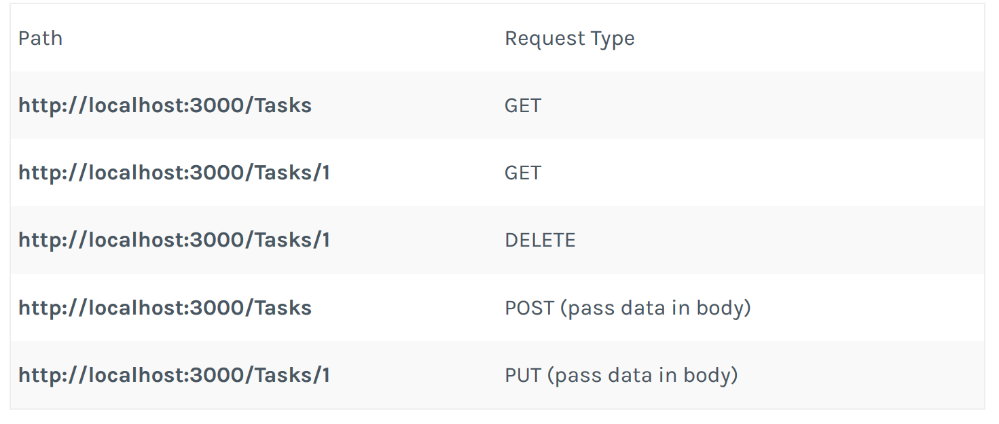 Path Request Type
http://localhost:3000/Tasks GET
http://localhost:3000/Tasks/1 GET
http://localhost:3000/Tasks/1 DELETE
http://localhost:3000/Tasks POST (pass data in body)
http://localhost:3000/Tasks/1 PUT (pass data in body)